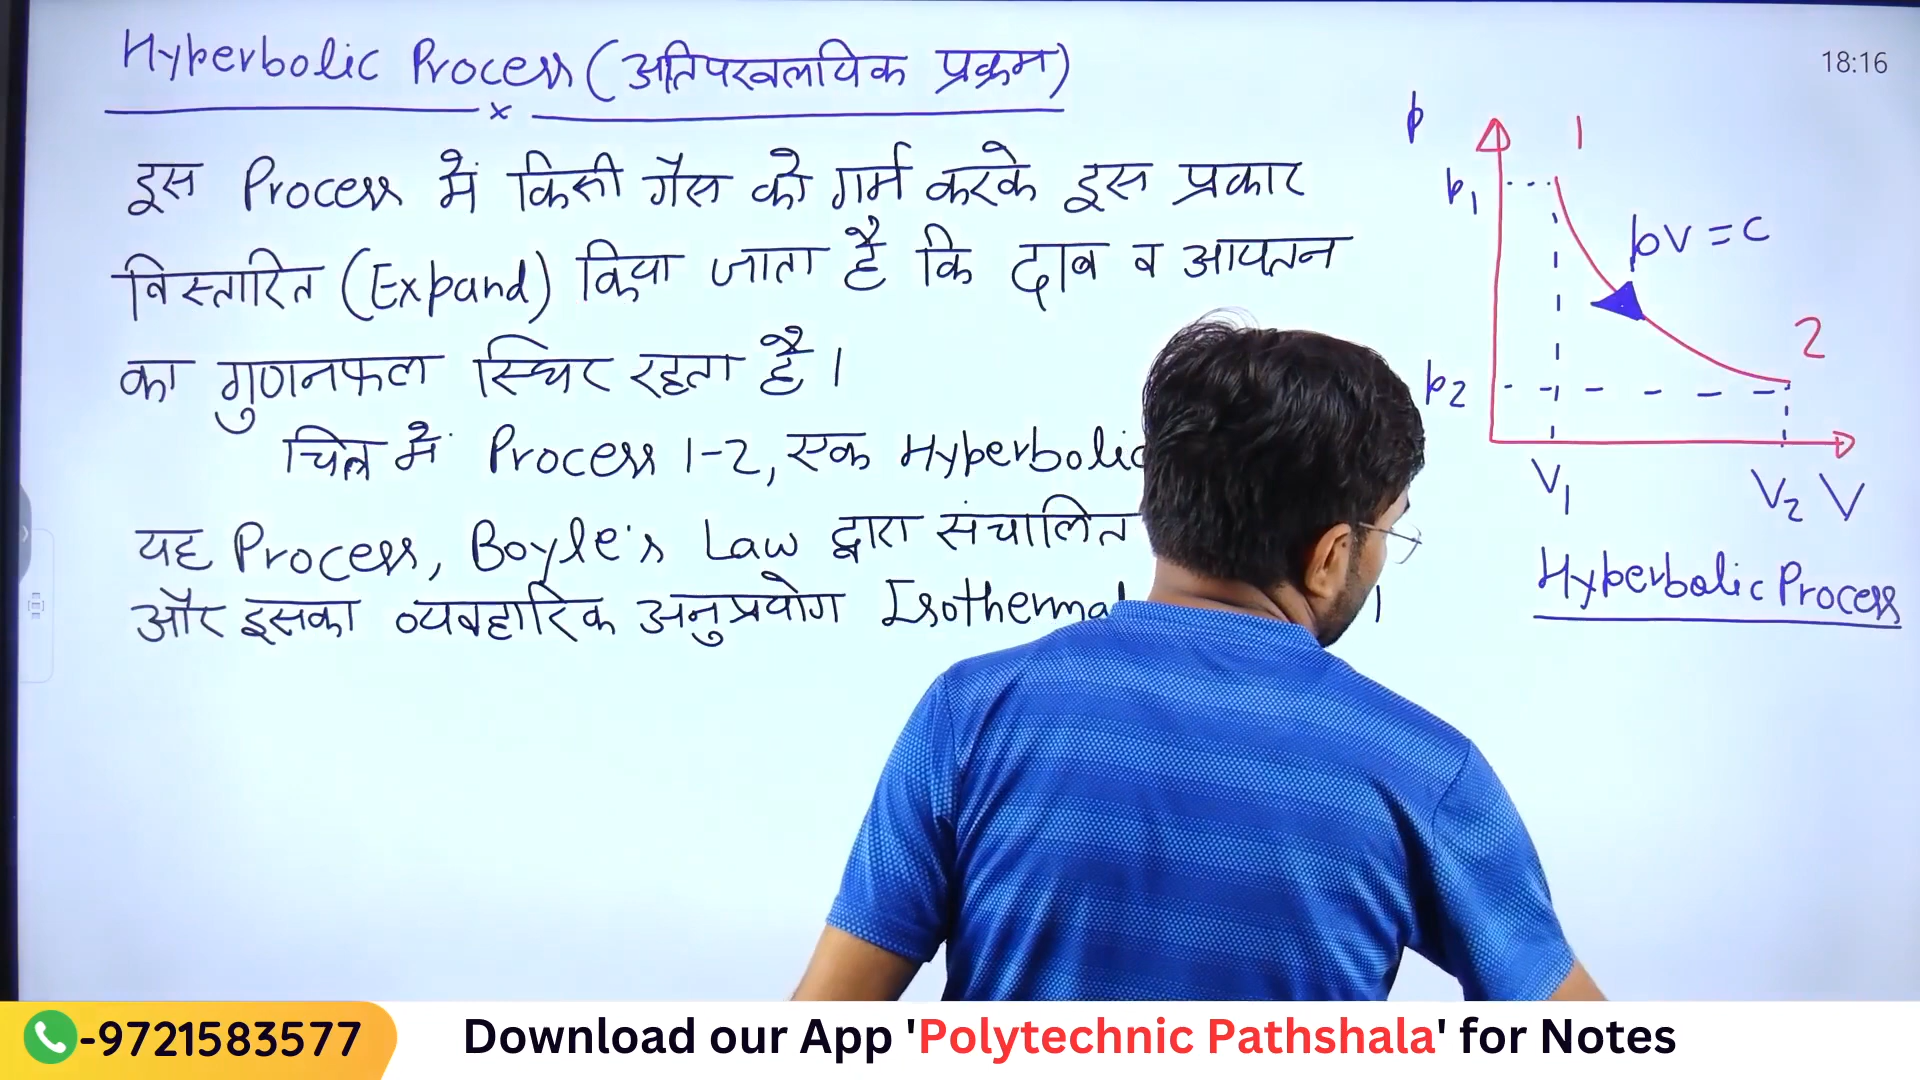 Hyperbolic Process (अतिपरवलयिक प्रक्रम)
इस Process में किसी गैस को गर्म करके इस प्रकार
विस्तारित (Expand) किया जाता है कि दाब व आयतन
का गुणनफल स्थिर रहता है।
चित्र में Process 1-2, एक Hyperbolic
यह Process, Boyle's Law द्वारा संचालित
और इसका व्यवहारिक अनुप्रयोग Isothermal ।
18:16
p
1
p1
pv = c
2
p2
V1
V2 V
Hyperbolic Process
-9721583577
Download our App 'Polytechnic Pathshala' for Notes